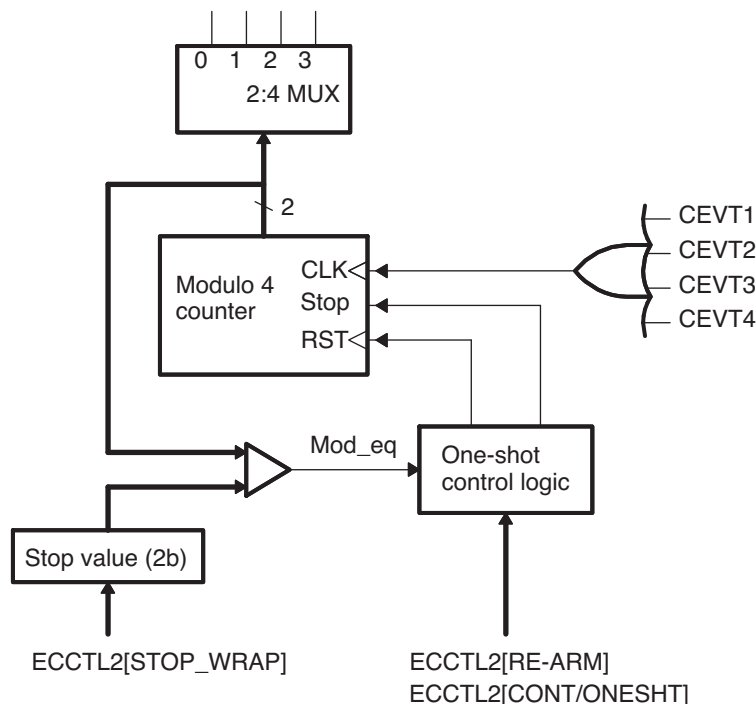 0 1 2 3
2:4 MUX
2
CEVT1
CEVT2
CEVT3
CEVT4
Modulo 4
counter
CLK
Stop
RST
Mod_eq
One-shot
control logic
Stop value (2b)
ECCTL2[STOP_WRAP]
ECCTL2[RE-ARM]
ECCTL2[CONT/ONESHT]